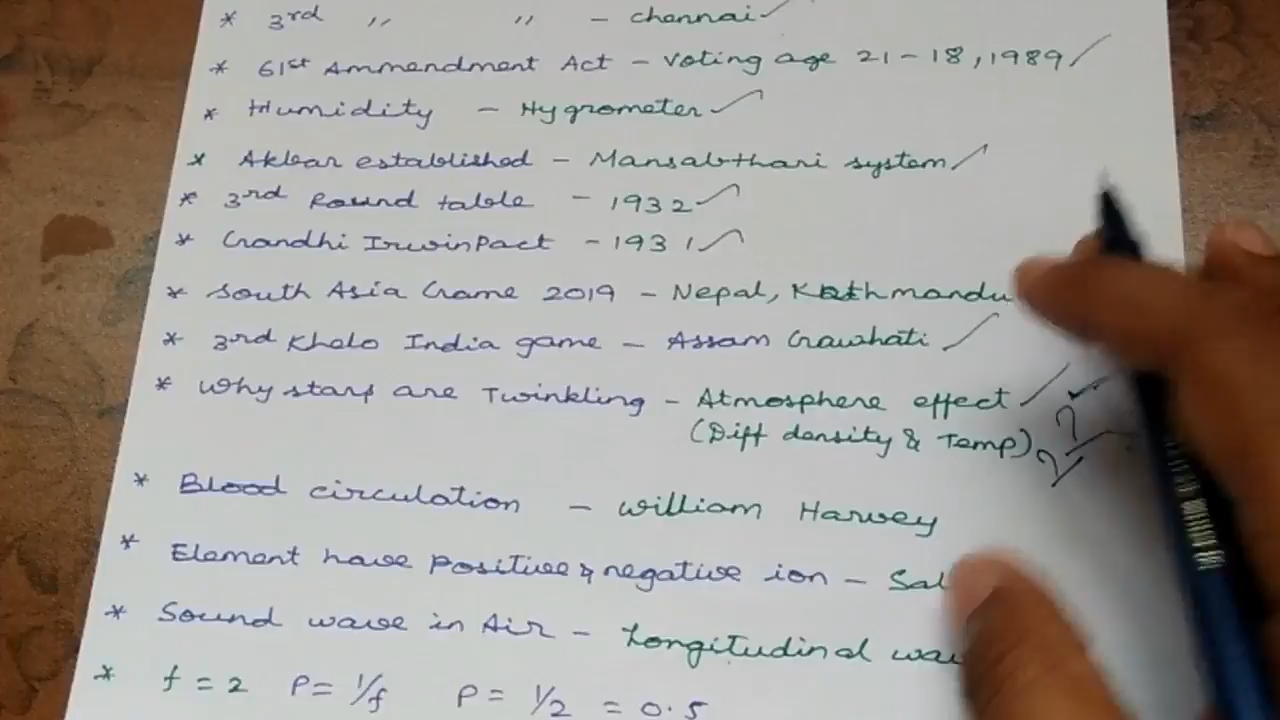 * 3rd ,, ,, - chennai
* 61st Ammendment Act - Voting age 21-18, 1989
* Humidity - Hygrometer
* Akbar established - Mansabthari system
* 3rd Round table - 1932
* Gandhi Irwin Pact - 1931
* South Asia Game 2019 - Nepal, Kathmandu
* 3rd Khelo India game - Assam Gawhati
* Why stars are Twinkling - Atmosphere effect
(Diff density & Temp)
* Blood circulation - William Harvey
* Element have positive & negative ion - Sal
* Sound wave in Air - Longitudinal wav
* f = 2 P = 1/f P = 1/2 = 0.5